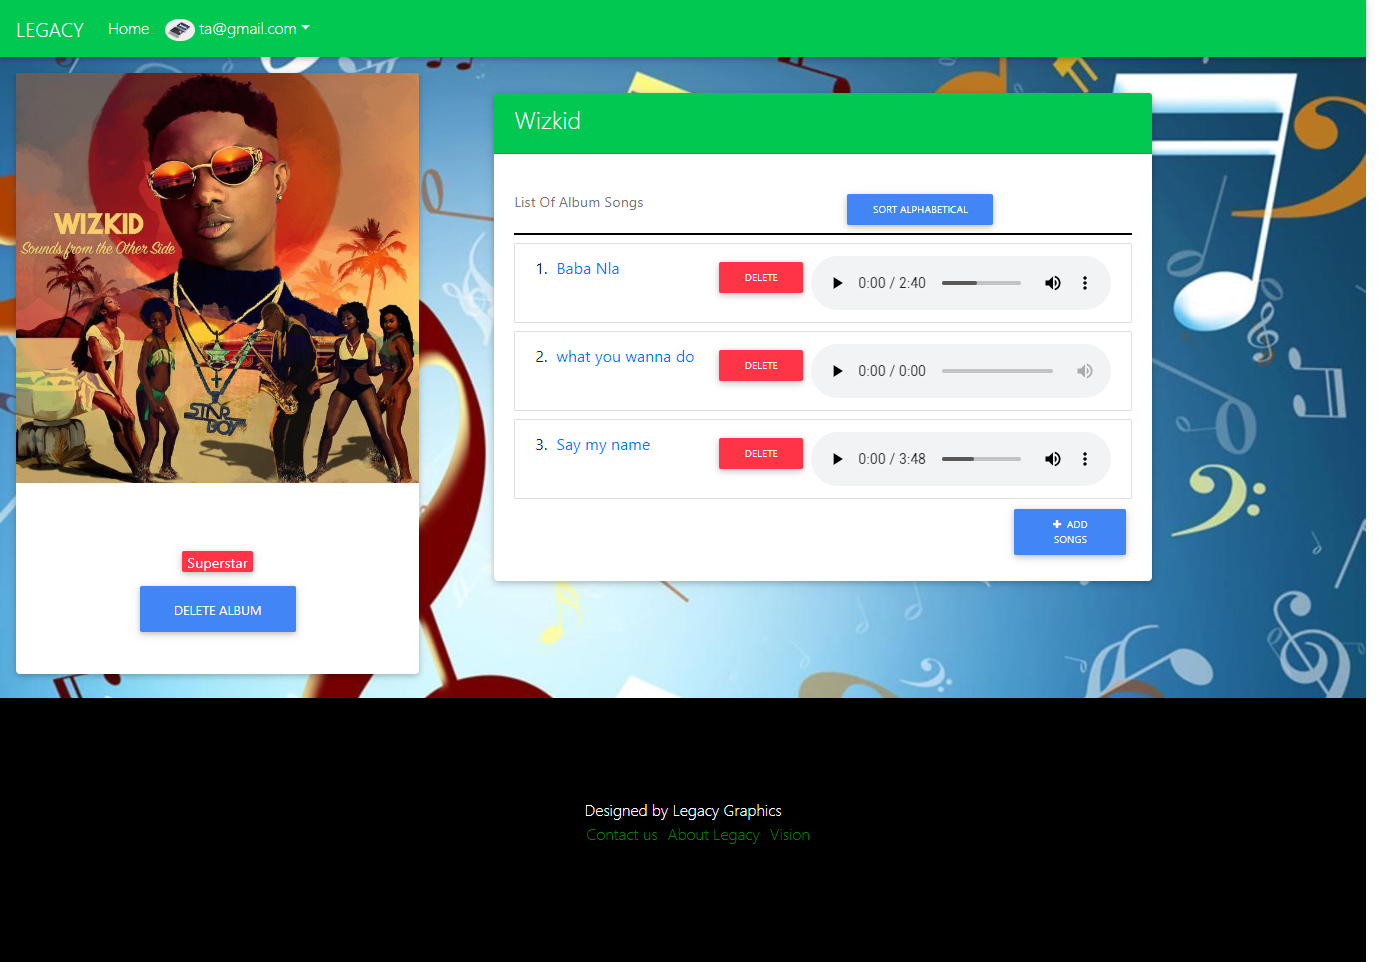 LEGACY Home ta@gmail.com
WIZKID
Sounds from the Other Side
STAR
BOY
Superstar
DELETE ALBUM
Wizkid
List Of Album Songs
SORT ALPHABETICAL
1. Baba Nla DELETE 0:00 / 2:40
2. what you wanna do DELETE 0:00 / 0:00
3. Say my name DELETE 0:00 / 3:48
ADD
SONGS
Designed by Legacy Graphics
Contact us About Legacy Vision